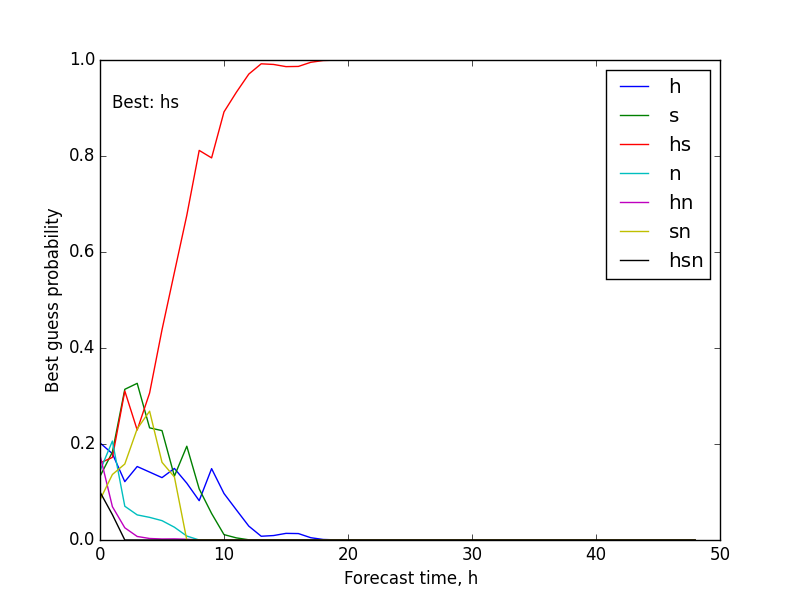 1.0
0.8
0.6
0.4
0.2
0.0
Best guess probability
Best: hs
h
s
hs
n
hn
sn
hsn
0
10
20
30
40
50
Forecast time, h